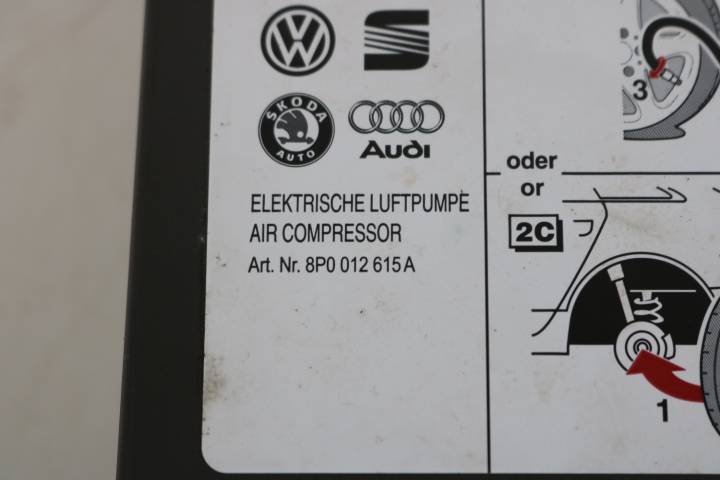 ŠKODA
AUTO
Audi
ELEKTRISCHE LUFTPUMPE
AIR COMPRESSOR
Art. Nr. 8P0 012 615 A
3
oder
or
2C
1